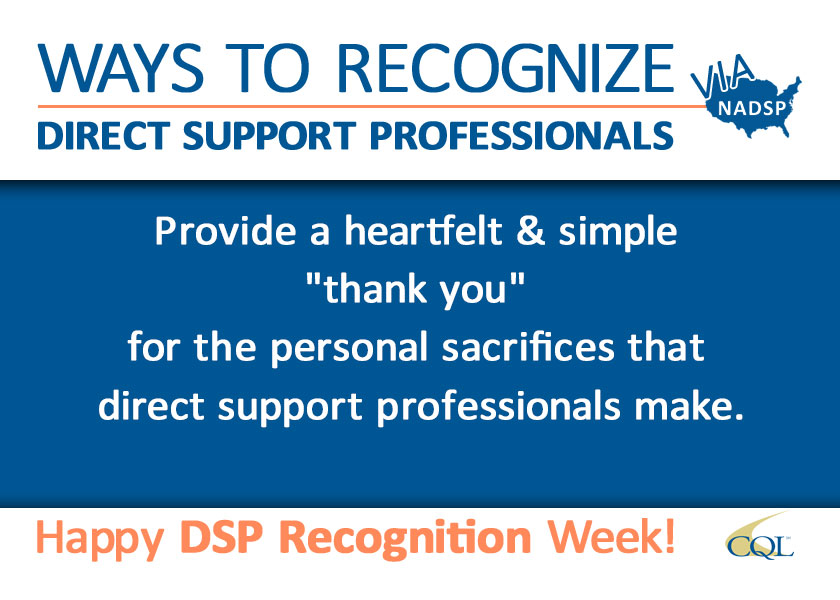 WAYS TO RECOGNIZE
VIA
NADSP
DIRECT SUPPORT PROFESSIONALS
Provide a heartfelt & simple
"thank you"
for the personal sacrifices that
direct support professionals make.
Happy DSP Recognition Week!
CQL™